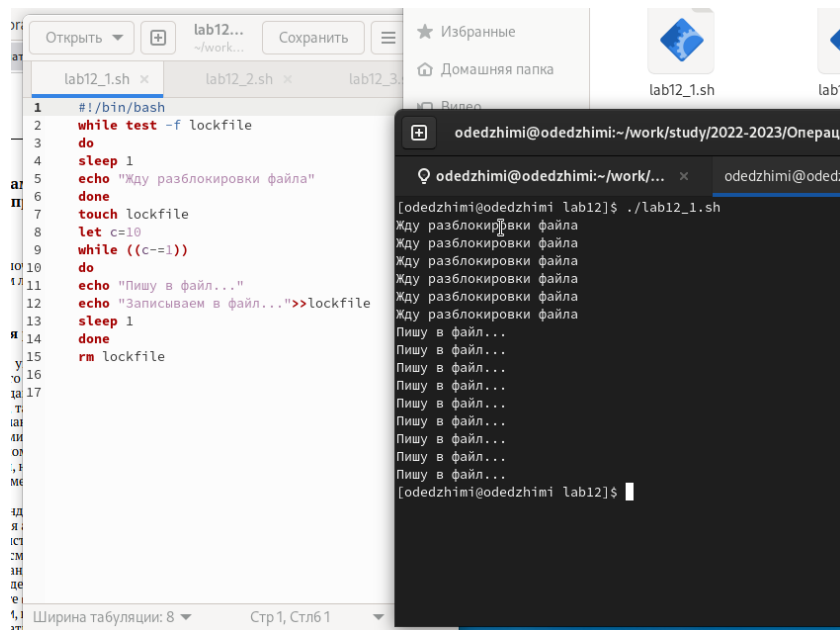 Открыть
lab12...
~/work...
Сохранить
lab12_1.sh
lab12_2.sh
lab12_3.
1 #!/bin/bash
2 while test -f lockfile
3 do
4 sleep 1
5 echo "Жду разблокировки файла"
6 done
7 touch lockfile
8 let c=10
9 while ((c-=1))
10 do
11 echo "Пишу в файл..."
12 echo "Записываем в файл...">>lockfile
13 sleep 1
14 done
15 rm lockfile
16
17
Ширина табуляции: 8
Стр 1, Стлб 1
Избранные
Домашняя папка
Видео
lab12_1.sh
lab
odedzhimi@odedzhimi:~/work/study/2022-2023/Операц
odedzhimi@odedzhimi:~/work/...
odedzhimi@odedz
[odedzhimi@odedzhimi lab12]$ ./lab12_1.sh
Жду разблокировки файла
Жду разблокировки файла
Жду разблокировки файла
Жду разблокировки файла
Жду разблокировки файла
Жду разблокировки файла
Пишу в файл...
Пишу в файл...
Пишу в файл...
Пишу в файл...
Пишу в файл...
Пишу в файл...
Пишу в файл...
Пишу в файл...
Пишу в файл...
[odedzhimi@odedzhimi lab12]$